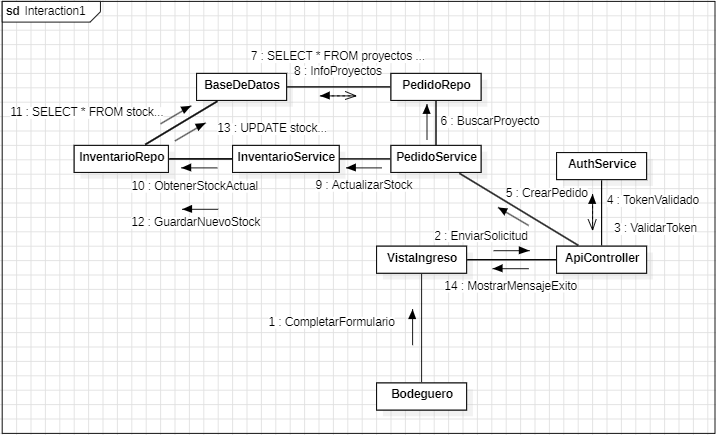 sd Interaction1
7 : SELECT * FROM proyectos ...
8 : InfoProyectos
BaseDeDatos
PedidoRepo
11 : SELECT * FROM stock...
13 : UPDATE stock...
6 : BuscarProyecto
InventarioRepo
InventarioService
PedidoService
AuthService
10 : ObtenerStockActual
9 : ActualizarStock
5 : CrearPedido
4 : TokenValidado
12 : GuardarNuevoStock
3 : ValidarToken
2 : EnviarSolicitud
VistaIngreso
ApiController
14 : MostrarMensajeExito
1 : CompletarFormulario
Bodeguero